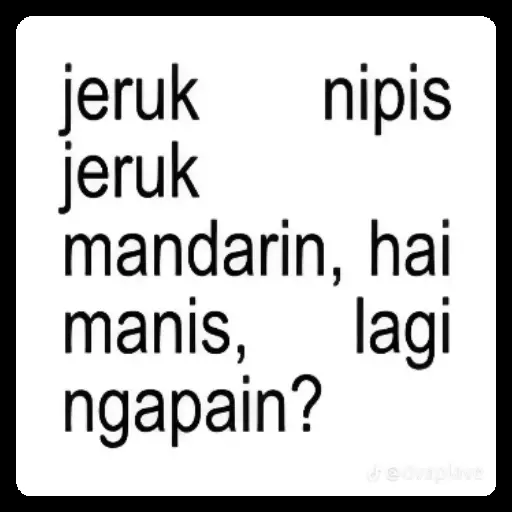 jeruk nipis
jeruk
mandarin, hai
manis, lagi
ngapain?